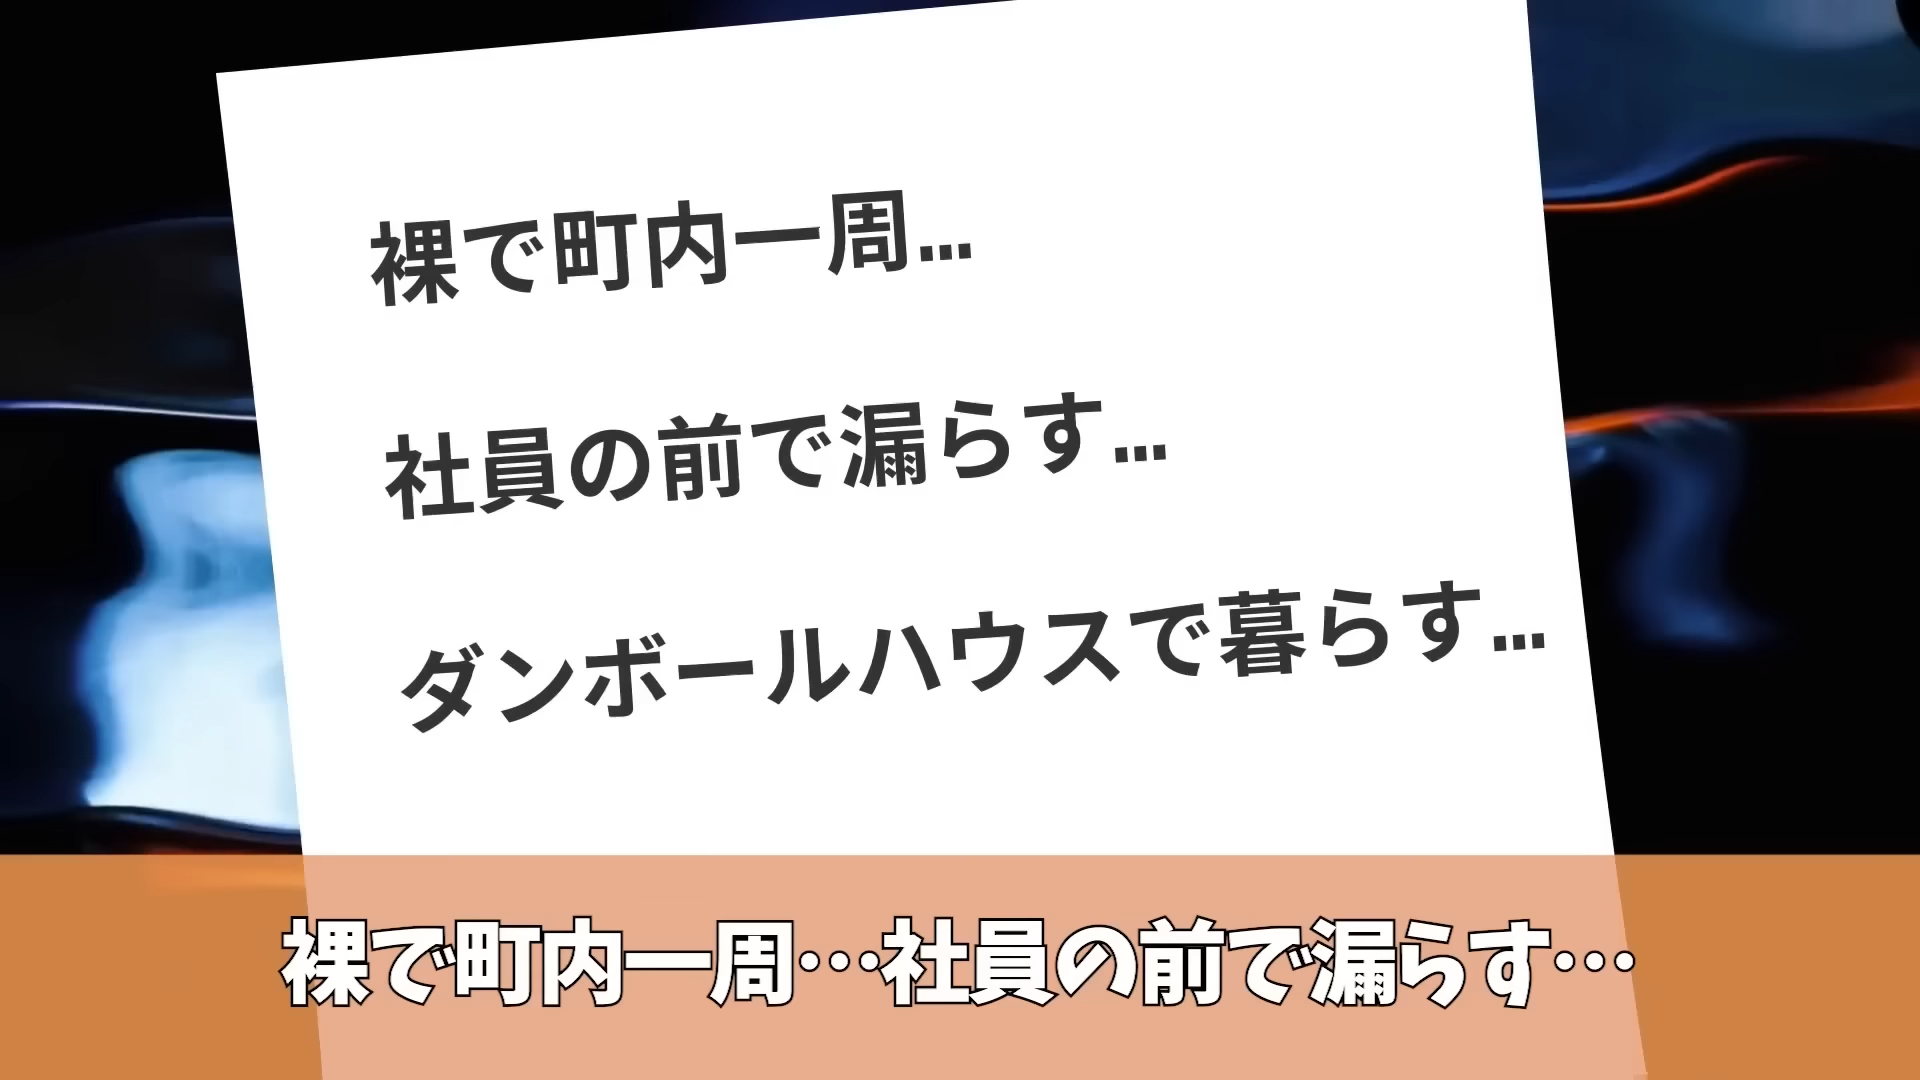 裸で町内一周...
社員の前で漏らす...
ダンボールハウスで暮らす...
裸で町内一周…社員の前で漏らす…